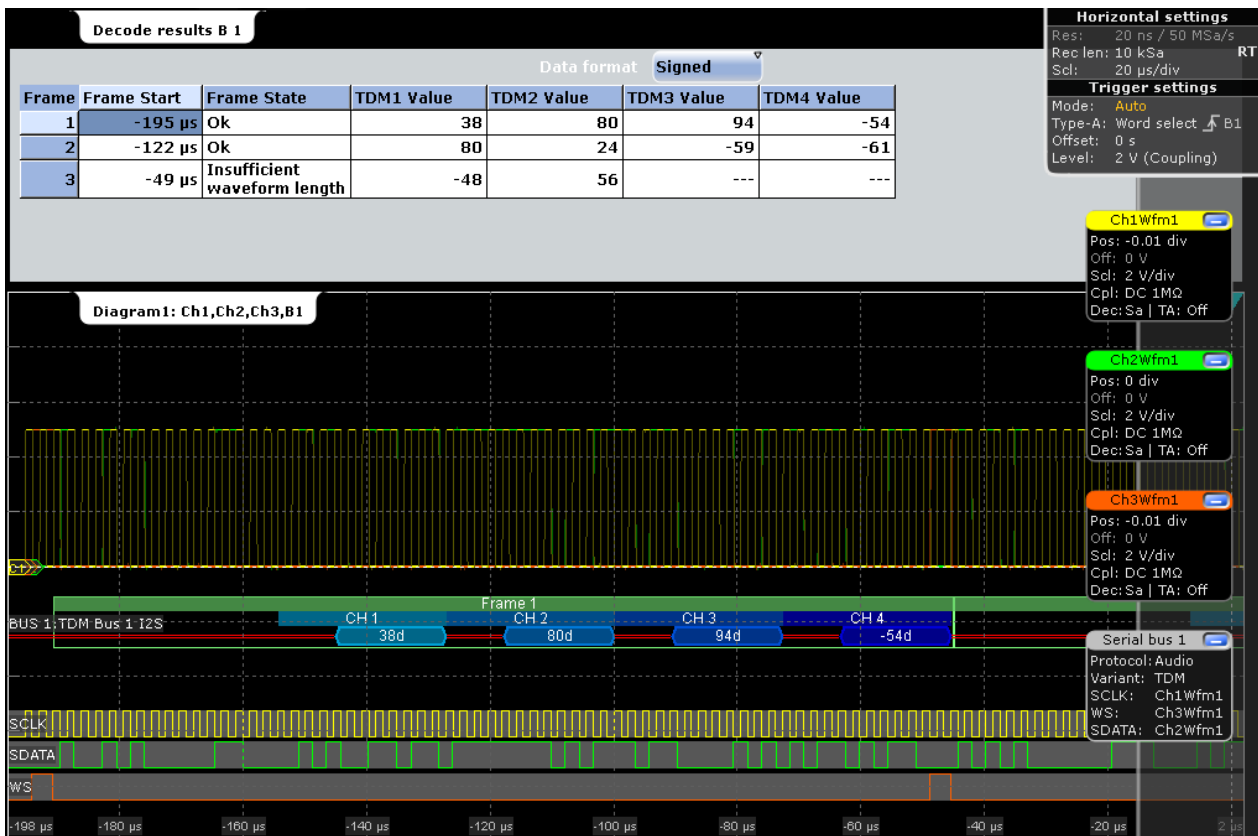 Decode results B 1
Data format Signed
Frame Frame Start Frame State TDM1 Value TDM2 Value TDM3 Value TDM4 Value
1 -195 µs Ok 38 80 94 -54
2 -122 µs Ok 80 24 -59 -61
3 -49 µs Insufficient waveform length -48 56 --- ---
Horizontal settings
Res: 20 ns / 50 MSa/s
Rec len: 10 kSa RT
Scl: 20 µs/div
Trigger settings
Mode: Auto
Type-A: Word select B1
Offset: 0 s
Level: 2 V (Coupling)
Ch1Wfm1
Pos: -0.01 div
Off: 0 V
Scl: 2 V/div
Cpl: DC 1MΩ
Dec: Sa | TA: Off
Diagram1: Ch1,Ch2,Ch3,B1
Ch2Wfm1
Pos: 0 div
Off: 0 V
Scl: 2 V/div
Cpl: DC 1MΩ
Dec: Sa | TA: Off
Ch3Wfm1
Pos: -0.01 div
Off: 0 V
Scl: 2 V/div
Cpl: DC 1MΩ
Dec: Sa | TA: Off
C1
Frame 1
CH 1 CH 2 CH 3 CH 4
BUS 1:TDM Bus 1 I2S
38d 80d 94d -54d
Serial bus 1
Protocol: Audio
Variant: TDM
SCLK: Ch1Wfm1
WS: Ch3Wfm1
SDATA: Ch2Wfm1
SCLK
SDATA
WS
-198 µs -180 µs -160 µs -140 µs -120 µs -100 µs -80 µs -60 µs -40 µs -20 µs 2 µs